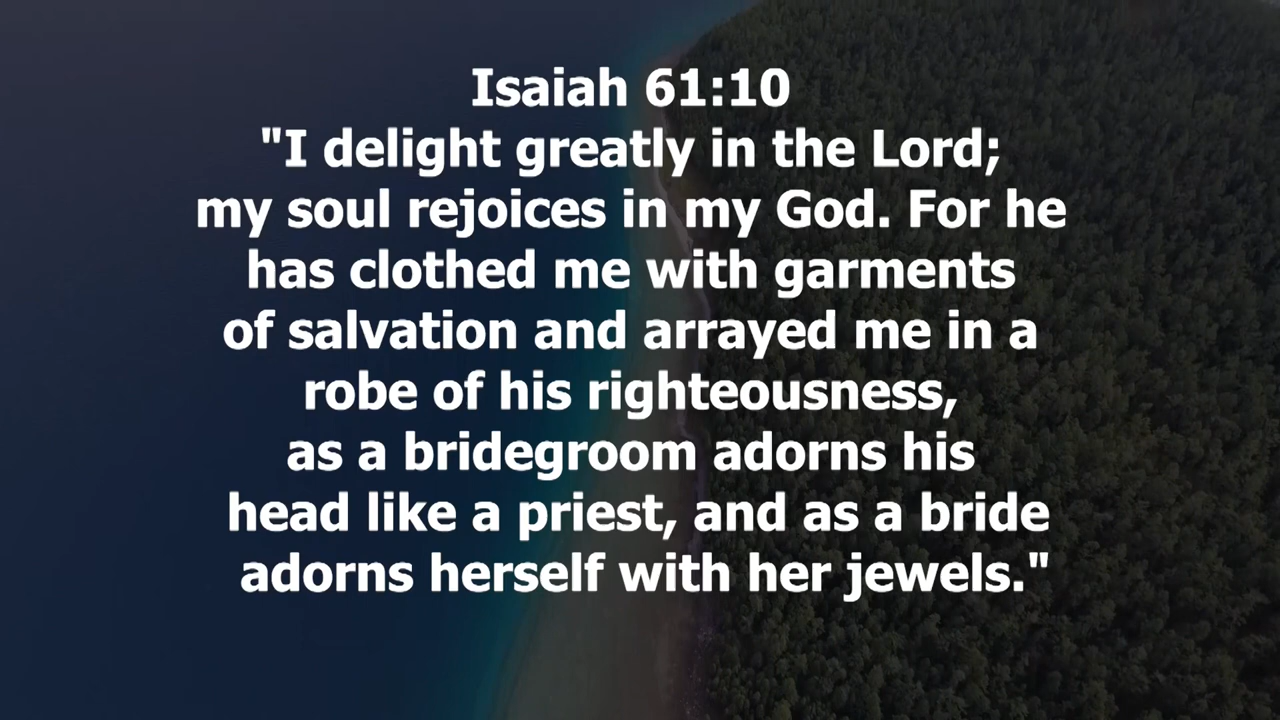 Isaiah 61:10
"I delight greatly in the Lord;
my soul rejoices in my God. For he
has clothed me with garments
of salvation and arrayed me in a
robe of his righteousness,
as a bridegroom adorns his
head like a priest, and as a bride
adorns herself with her jewels."